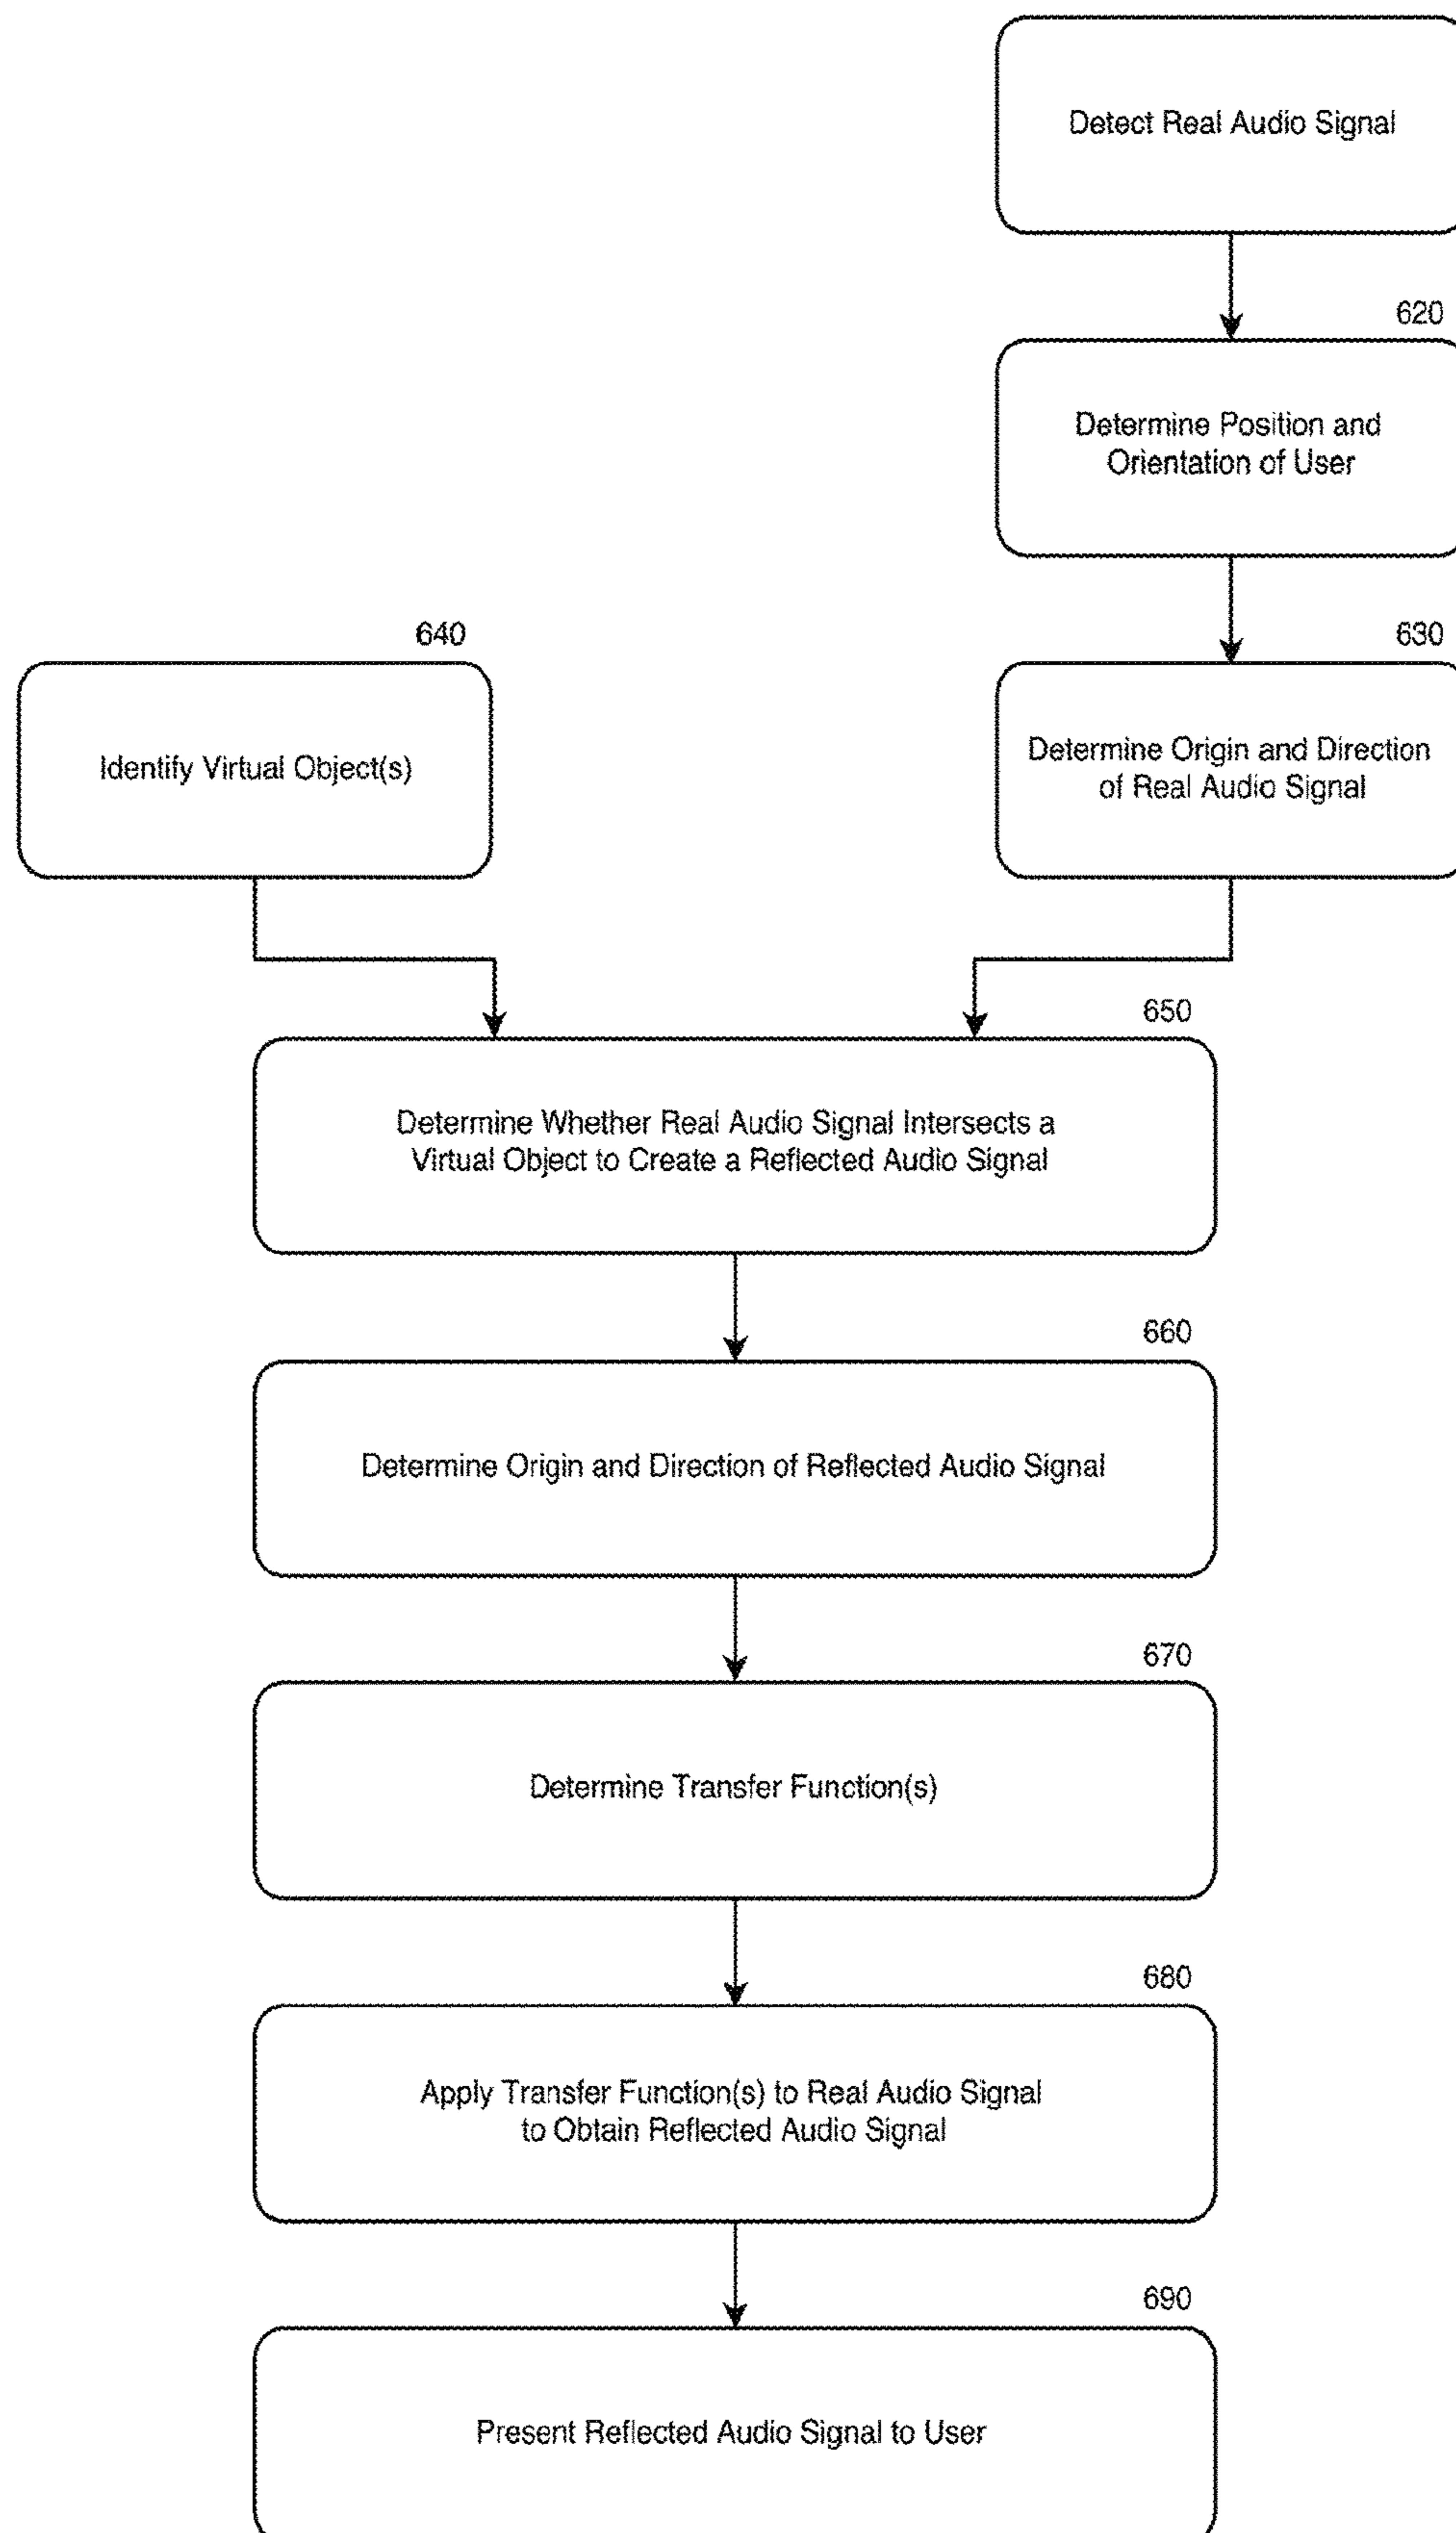 Detect Real Audio Signal
620
Determine Position and
Orientation of User
640
630
Identify Virtual Object(s)
Determine Origin and Direction
of Real Audio Signal
650
Determine Whether Real Audio Signal Intersects a
Virtual Object to Create a Reflected Audio Signal
660
Determine Origin and Direction of Reflected Audio Signal
670
Determine Transfer Function(s)
680
Apply Transfer Function(s) to Real Audio Signal
to Obtain Reflected Audio Signal
690
Present Reflected Audio Signal to User